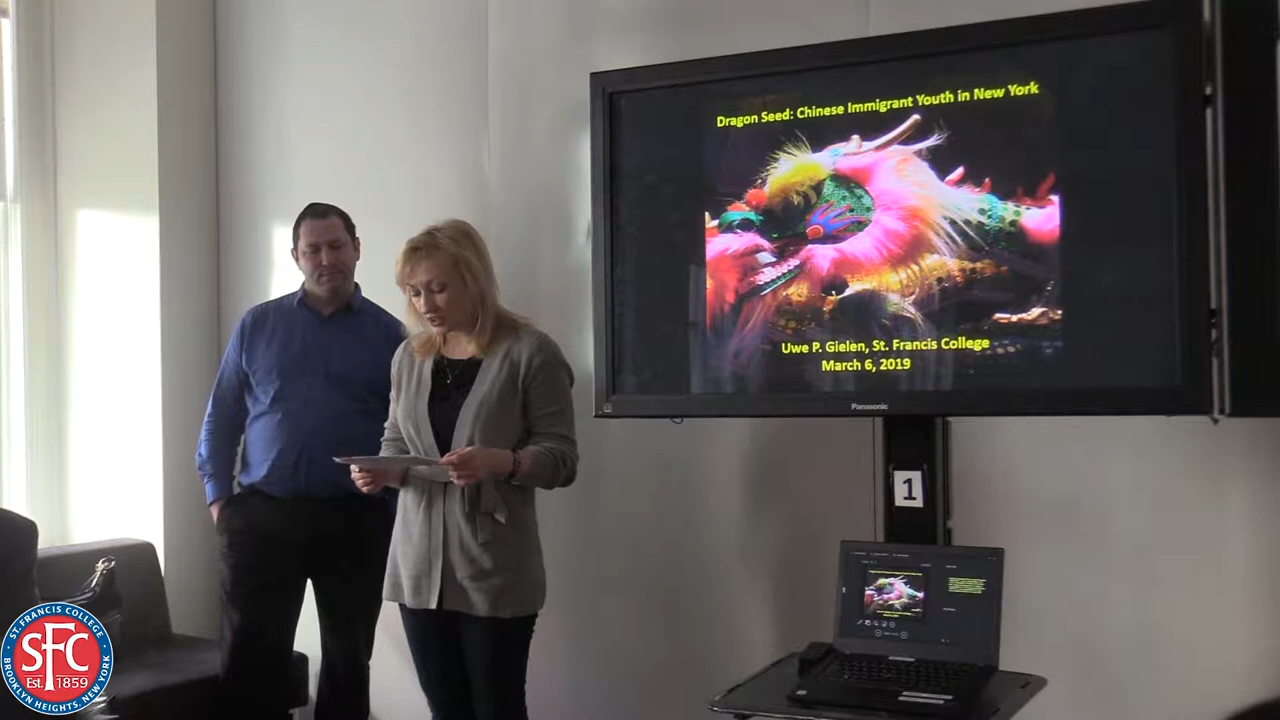 Dragon Seed: Chinese Immigrant Youth in New York
Uwe P. Gielen, St. Francis College
March 6, 2019
Panasonic
1
ST. FRANCIS COLLEGE
SFC
EST. 1859
BROOKLYN HEIGHTS, NEW YORK